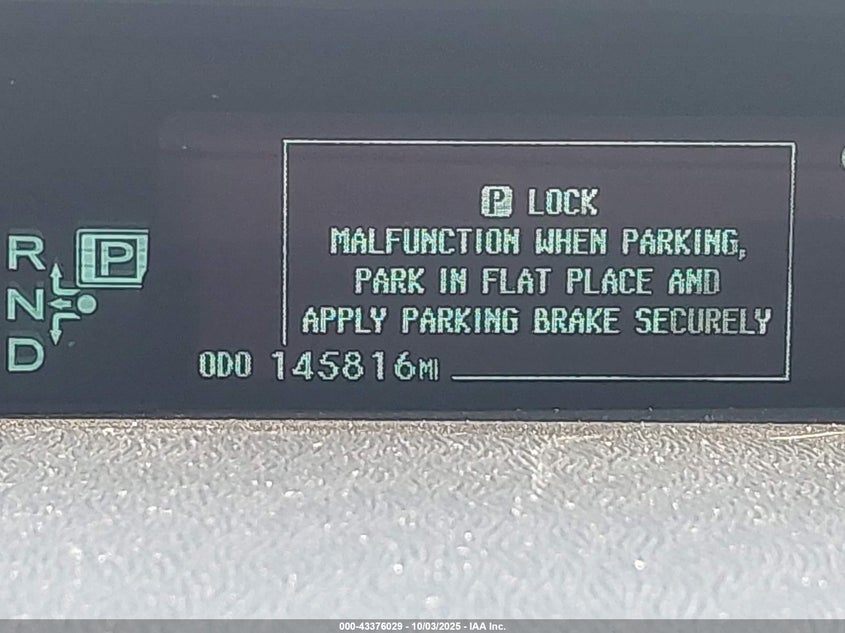 P LOCK
MALFUNCTION WHEN PARKING,
PARK IN FLAT PLACE AND
APPLY PARKING BRAKE SECURELY
R
P
N
D
ODO 145816MI
000-43376029 - 10/03/2025 - IAA Inc.